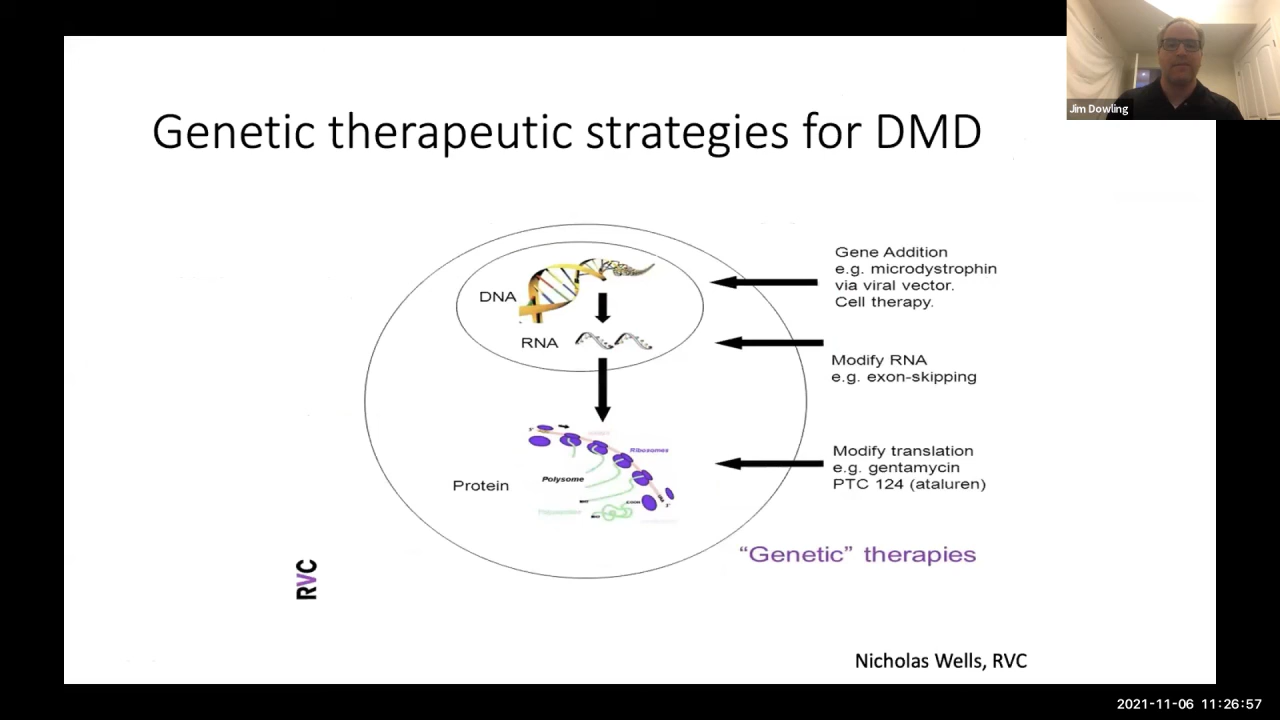 Jim Dowling
Genetic therapeutic strategies for DMD
DNA
RNA
Gene Addition
e.g. microdystrophin
via viral vector.
Cell therapy.
Modify RNA
e.g. exon-skipping
Ribosomes
Polysome
Protein
COOH
3'
Modify translation
e.g. gentamycin
PTC 124 (ataluren)
“Genetic” therapies
RVC
Nicholas Wells, RVC
2021-11-06 11:26:57